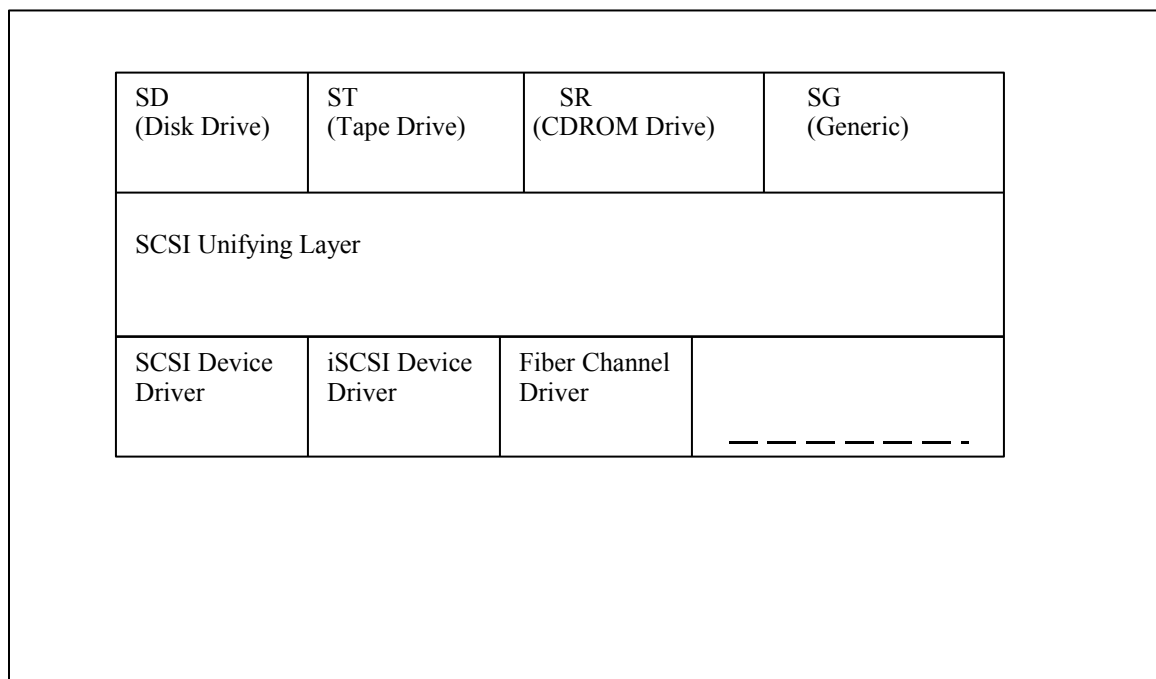 SD
(Disk Drive)
ST
(Tape Drive)
SR
(CDROM Drive)
SG
(Generic)
SCSI Unifying Layer
SCSI Device
Driver
iSCSI Device
Driver
Fiber Channel
Driver